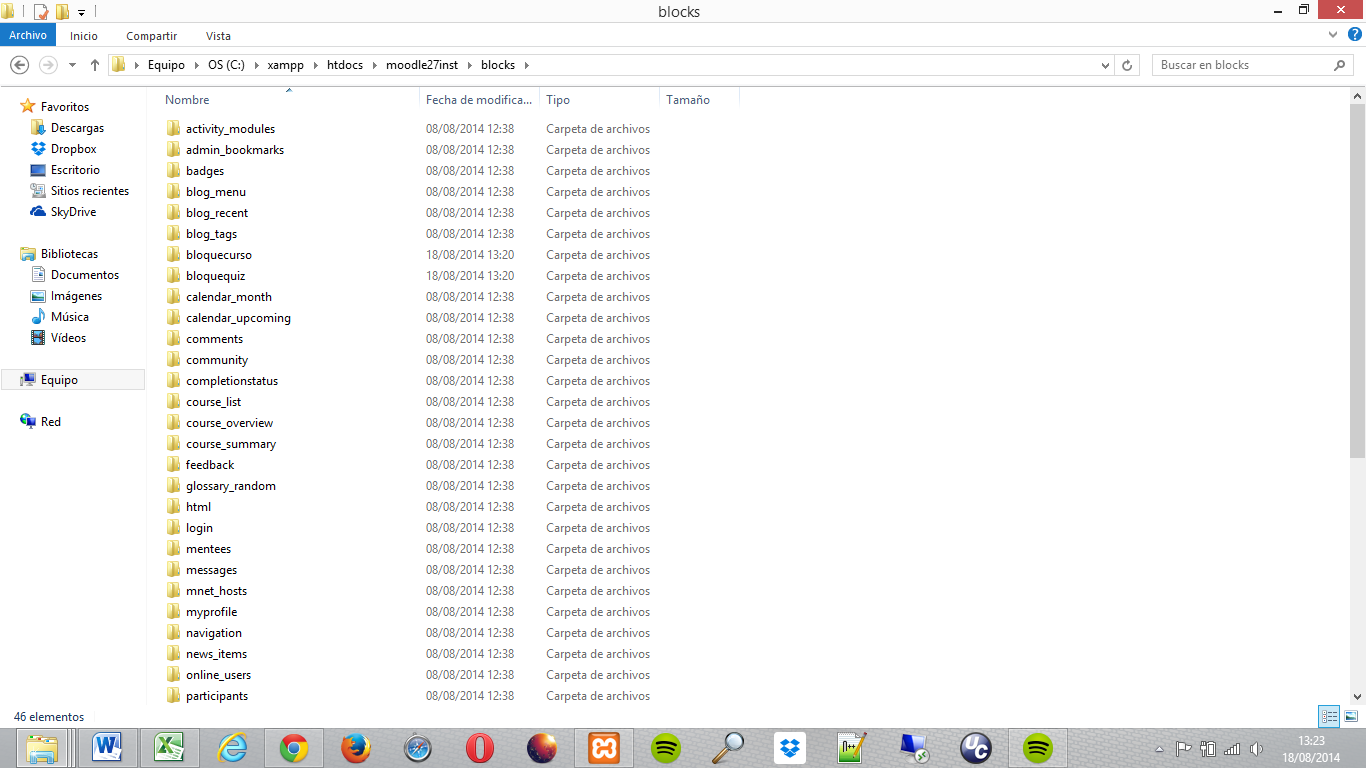 blocks
Archivo Inicio Compartir Vista
Equipo OS (C:) xampp htdocs moodle27inst blocks Buscar en blocks
Favoritos
Descargas
Dropbox
Escritorio
Sitios recientes
SkyDrive
Bibliotecas
Documentos
Imágenes
Música
Vídeos
Equipo
Red
Nombre Fecha de modifica... Tipo Tamaño
activity_modules 08/08/2014 12:38 Carpeta de archivos
admin_bookmarks 08/08/2014 12:38 Carpeta de archivos
badges 08/08/2014 12:38 Carpeta de archivos
blog_menu 08/08/2014 12:38 Carpeta de archivos
blog_recent 08/08/2014 12:38 Carpeta de archivos
blog_tags 08/08/2014 12:38 Carpeta de archivos
bloquecurso 18/08/2014 13:20 Carpeta de archivos
bloquequiz 18/08/2014 13:20 Carpeta de archivos
calendar_month 08/08/2014 12:38 Carpeta de archivos
calendar_upcoming 08/08/2014 12:38 Carpeta de archivos
comments 08/08/2014 12:38 Carpeta de archivos
community 08/08/2014 12:38 Carpeta de archivos
completionstatus 08/08/2014 12:38 Carpeta de archivos
course_list 08/08/2014 12:38 Carpeta de archivos
course_overview 08/08/2014 12:38 Carpeta de archivos
course_summary 08/08/2014 12:38 Carpeta de archivos
feedback 08/08/2014 12:38 Carpeta de archivos
glossary_random 08/08/2014 12:38 Carpeta de archivos
html 08/08/2014 12:38 Carpeta de archivos
login 08/08/2014 12:38 Carpeta de archivos
mentees 08/08/2014 12:38 Carpeta de archivos
messages 08/08/2014 12:38 Carpeta de archivos
mnet_hosts 08/08/2014 12:38 Carpeta de archivos
myprofile 08/08/2014 12:38 Carpeta de archivos
navigation 08/08/2014 12:38 Carpeta de archivos
news_items 08/08/2014 12:38 Carpeta de archivos
online_users 08/08/2014 12:38 Carpeta de archivos
participants 08/08/2014 12:38 Carpeta de archivos
46 elementos
13:23
18/08/2014